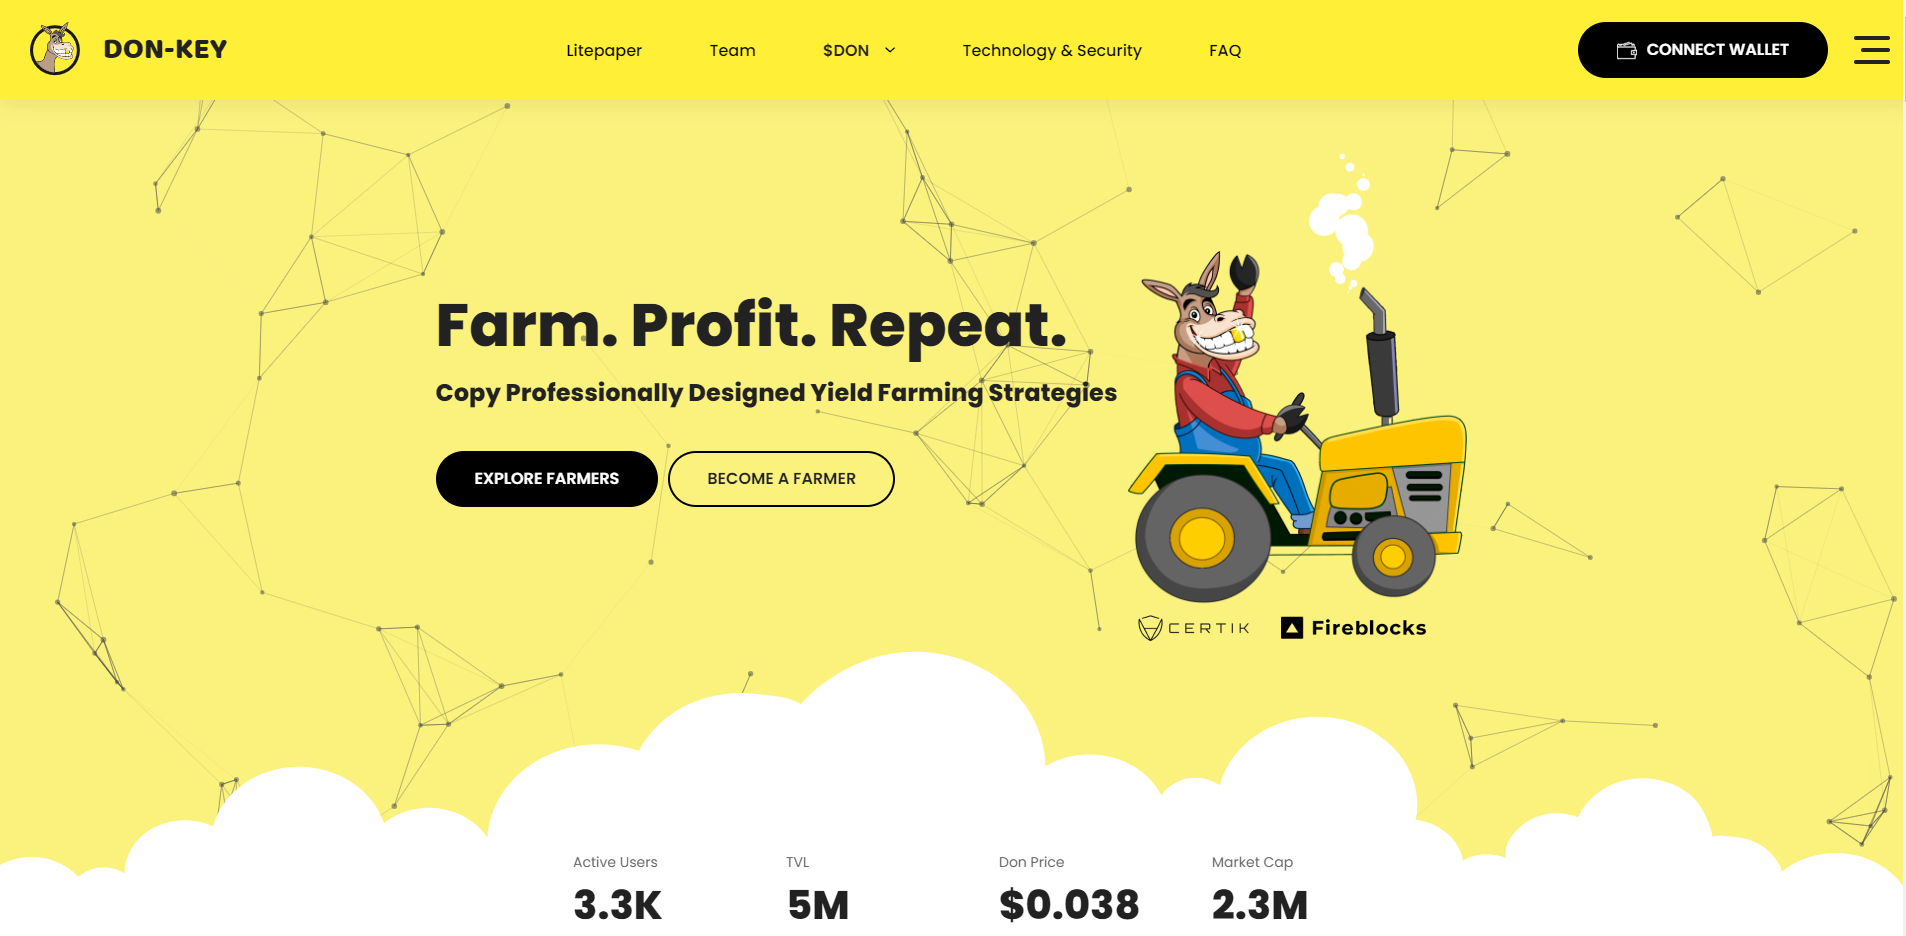 DON-KEY
Litepaper
Team
$DON
Technology & Security
FAQ
CONNECT WALLET
Farm. Profit. Repeat.
Copy Professionally Designed Yield Farming Strategies
EXPLORE FARMERS
BECOME A FARMER
CERTIK
Fireblocks
Active Users
TVL
Don Price
Market Cap
3.3K
5M
$0.038
2.3M